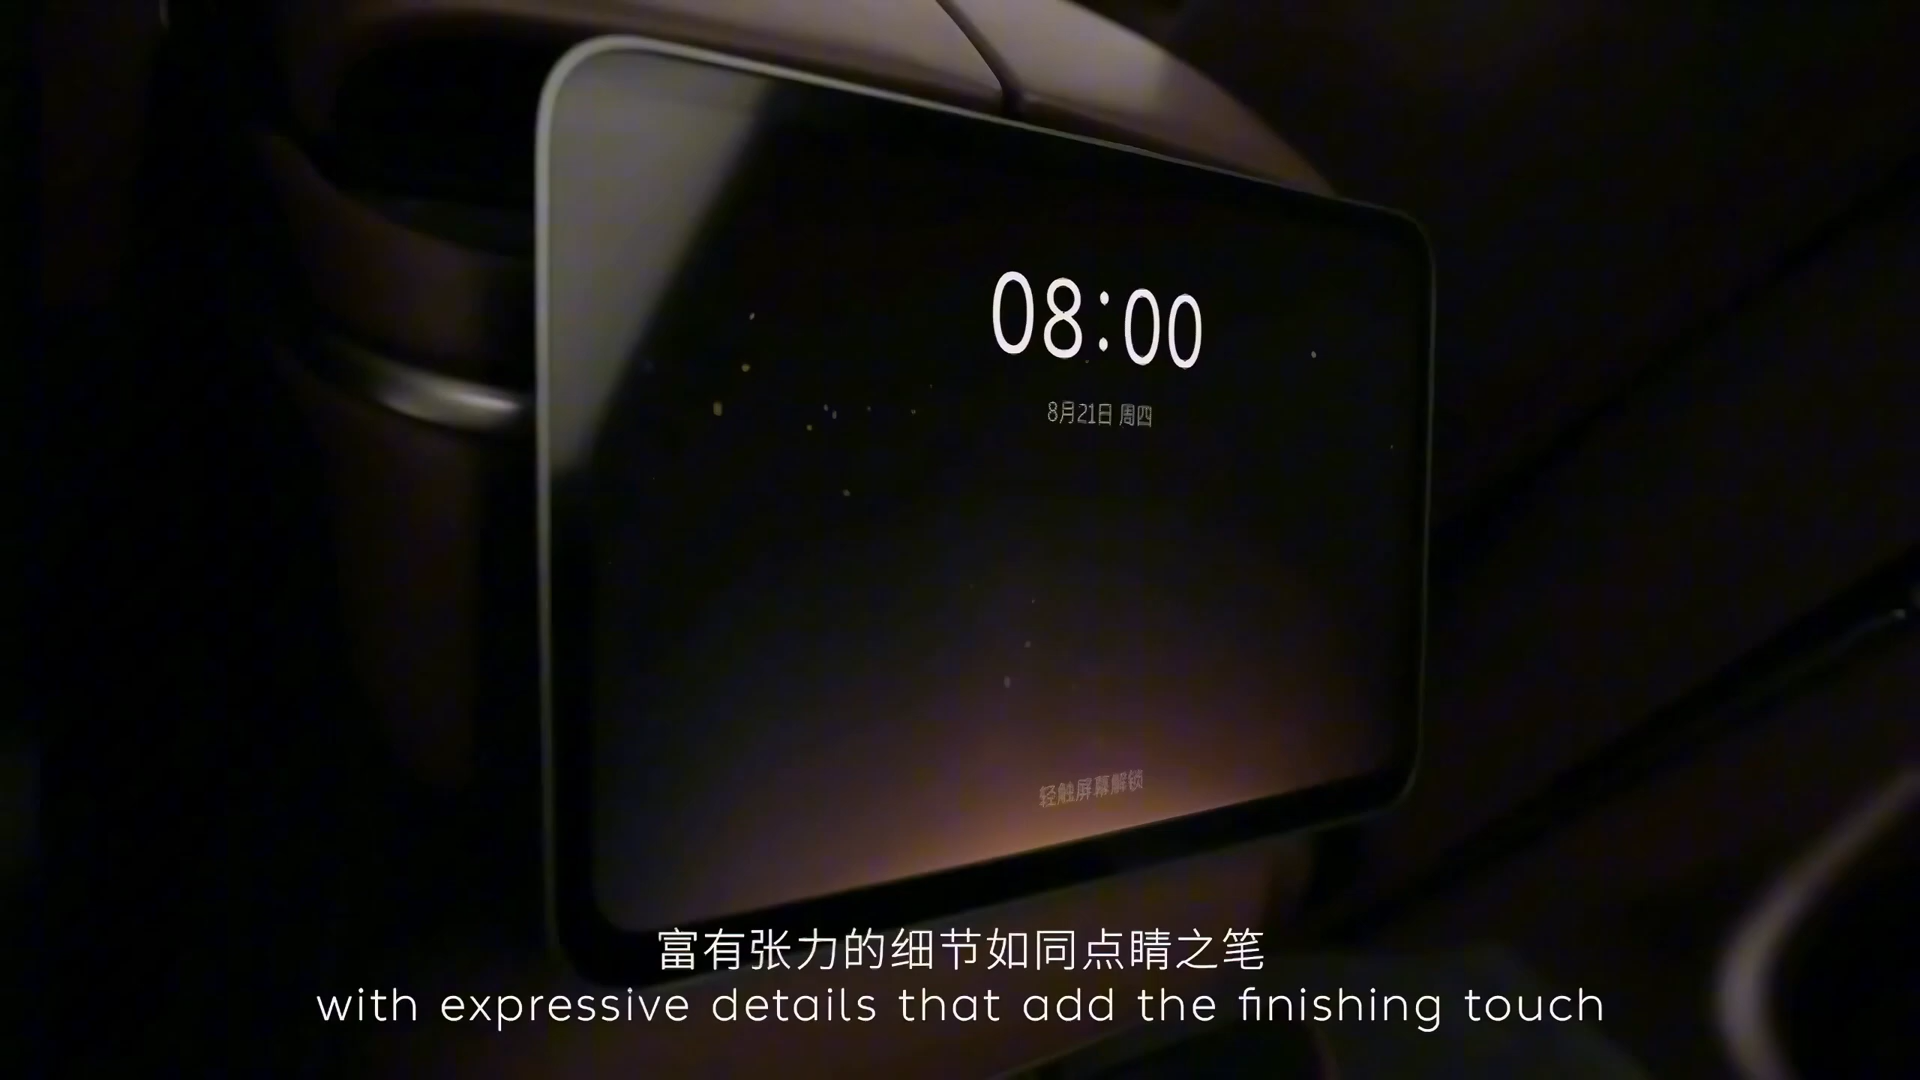 08:00
8月21日 周四
轻触屏幕解锁
富有张力的细节如同点睛之笔
with expressive details that add the finishing touch